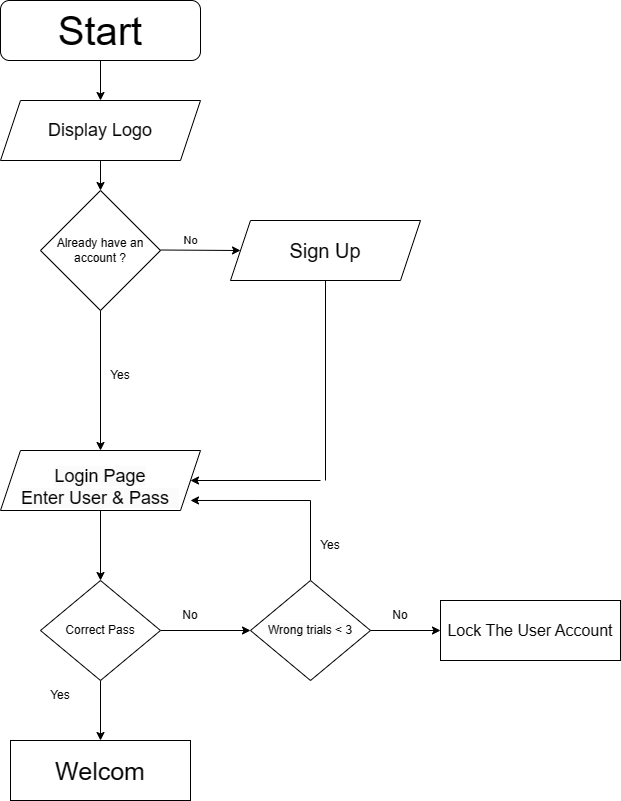 Start
Display Logo
Already have an
account ?
No
Sign Up
Yes
Login Page
Enter User & Pass
Yes
Correct Pass
No
Wrong trials < 3
No
Lock The User Account
Yes
Welcom